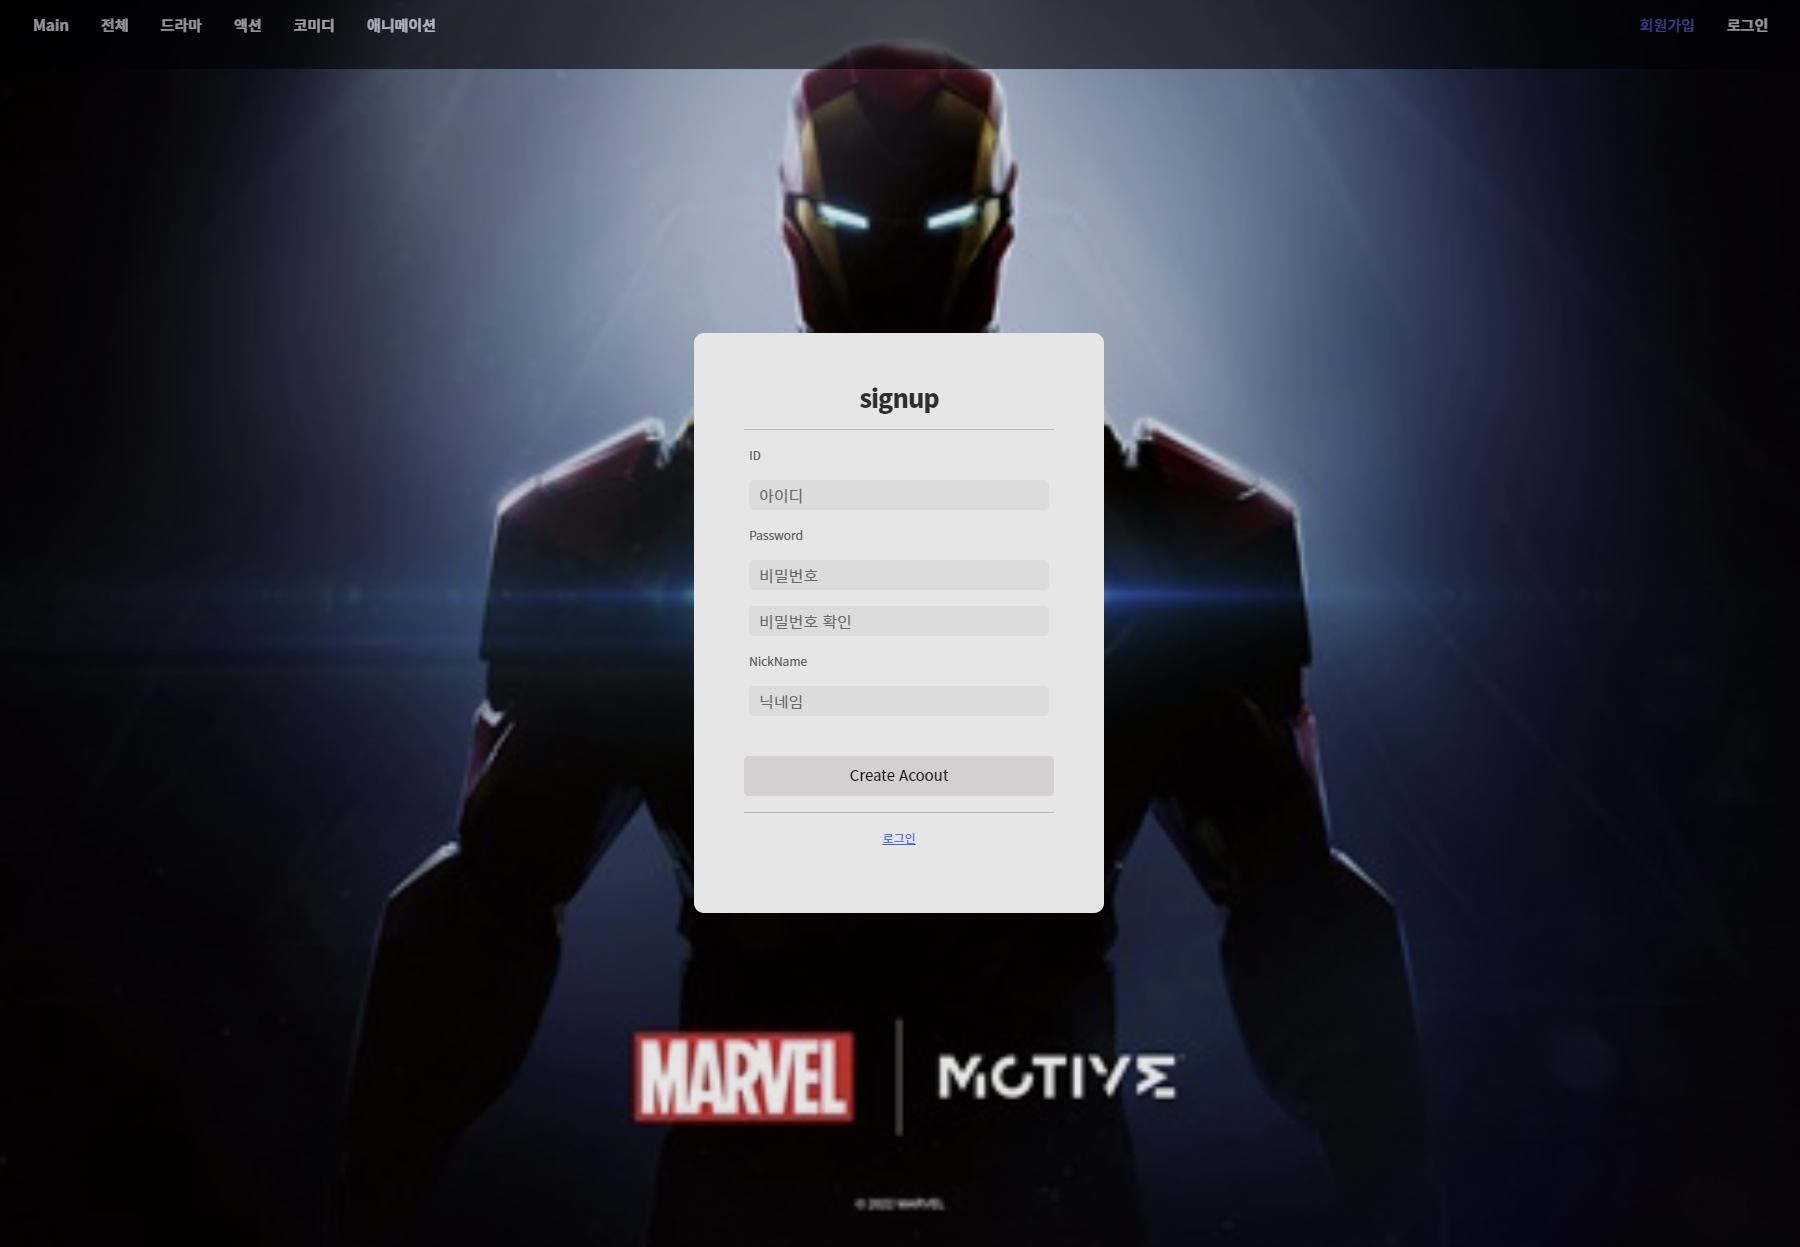 Main 전체 드라마 액션 코미디 애니메이션 회원가입 로그인
signup
ID
아이디
Password
비밀번호
비밀번호 확인
NickName
닉네임
Create Acoout
로그인
MARVEL MOTIVE
© 2022 MARVEL